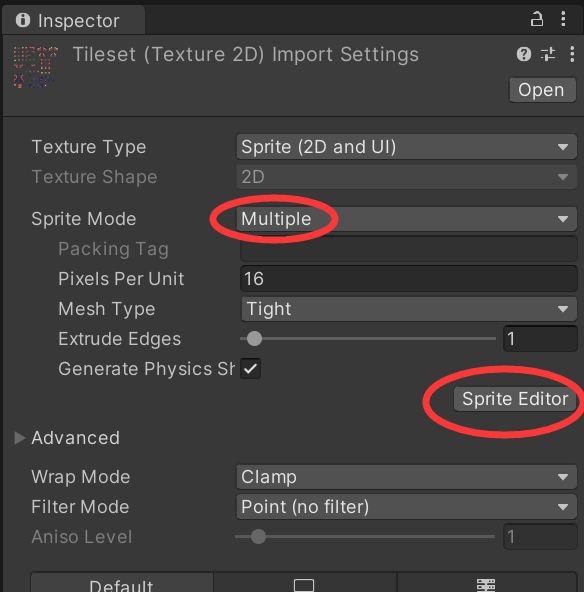 Inspector
Tileset (Texture 2D) Import Settings
Open
Texture Type Sprite (2D and UI)
Texture Shape 2D
Sprite Mode Multiple
Packing Tag
Pixels Per Unit 16
Mesh Type Tight
Extrude Edges 1
Generate Physics Sh
Sprite Editor
Advanced
Wrap Mode Clamp
Filter Mode Point (no filter)
Aniso Level 1
Default